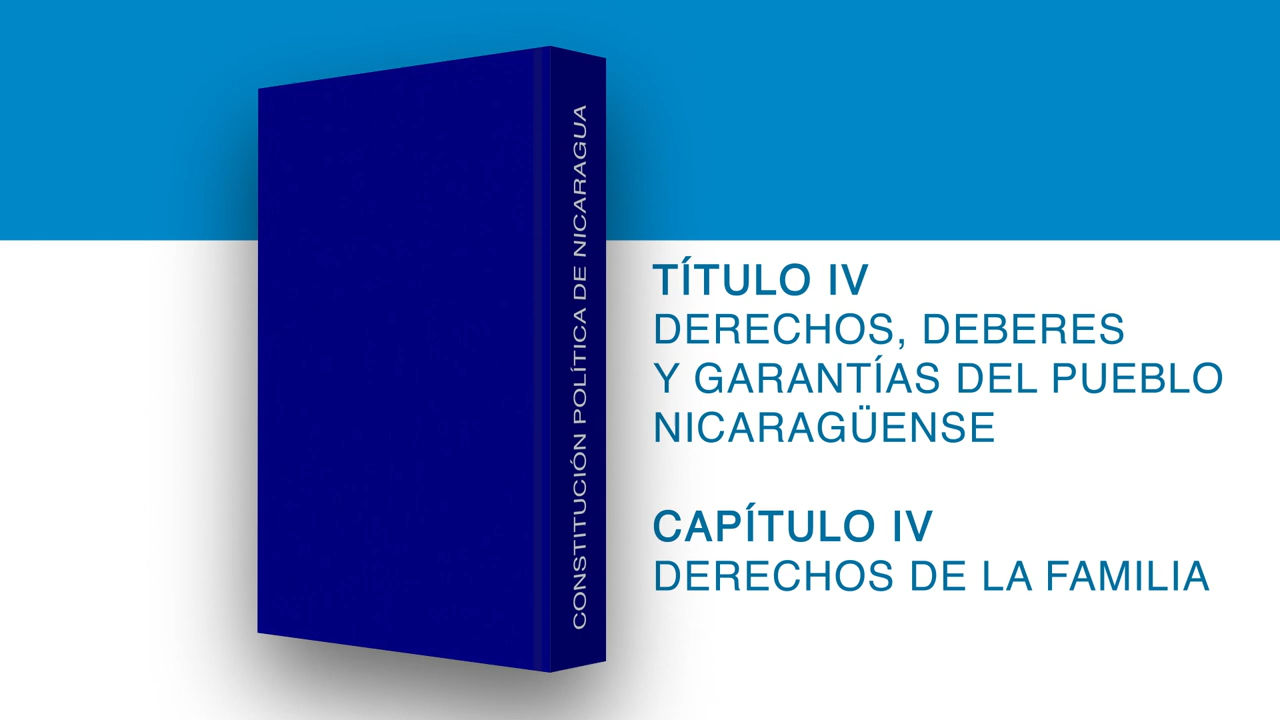 CONSTITUCIÓN POLÍTICA DE NICARAGUA
TÍTULO IV
DERECHOS, DEBERES
Y GARANTÍAS DEL PUEBLO
NICARAGÜENSE
CAPÍTULO IV
DERECHOS DE LA FAMILIA